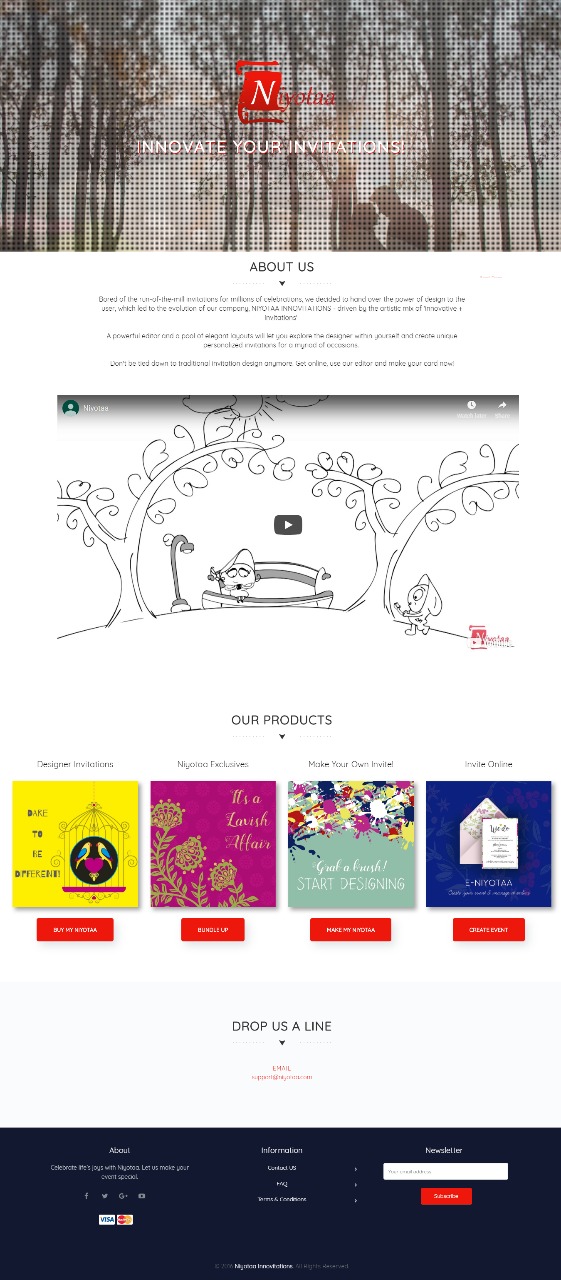 Niyotaa
INNOVATE YOUR INVITATIONS!
ABOUT US
Bored of the run-of-the-mill invitations for millions of celebrations, we decided to hand over the power of design to the
user, which led to the evolution of our company, NIYOTAA INNOVITATIONS - driven by the artistic mix of 'Innovative +
Invitations'
A powerful editor and a pool of elegant layouts will let you explore the designer within yourself and create unique
personalized invitations for a myriad of occasions.
Don't be tied down to traditional invitation design anymore. Get online, use our editor and make your card now!
Niyotaa
Watch later
Share
Niyotaa
OUR PRODUCTS
Designer Invitations
Niyotaa Exclusives
Make Your Own Invite!
Invite Online
DARE
TO
BE
DIFFERENT!
It's a
Lavish
Affair
Grab a brush!
START DESIGNING
We do
E-NIYOTAA
Create your event & manage it online
BUY MY NIYOTAA
BUNDLE UP
MAKE MY NIYOTAA
CREATE EVENT
DROP US A LINE
EMAIL
support@niyotaa.com
About
Celebrate life's joys with Niyotaa. Let us make your
event special.
VISA
Information
Contact US
FAQ
Terms & Conditions
Newsletter
Your email address
Subscribe
© 2016 Niyotaa Innovitations. All Rights Reserved